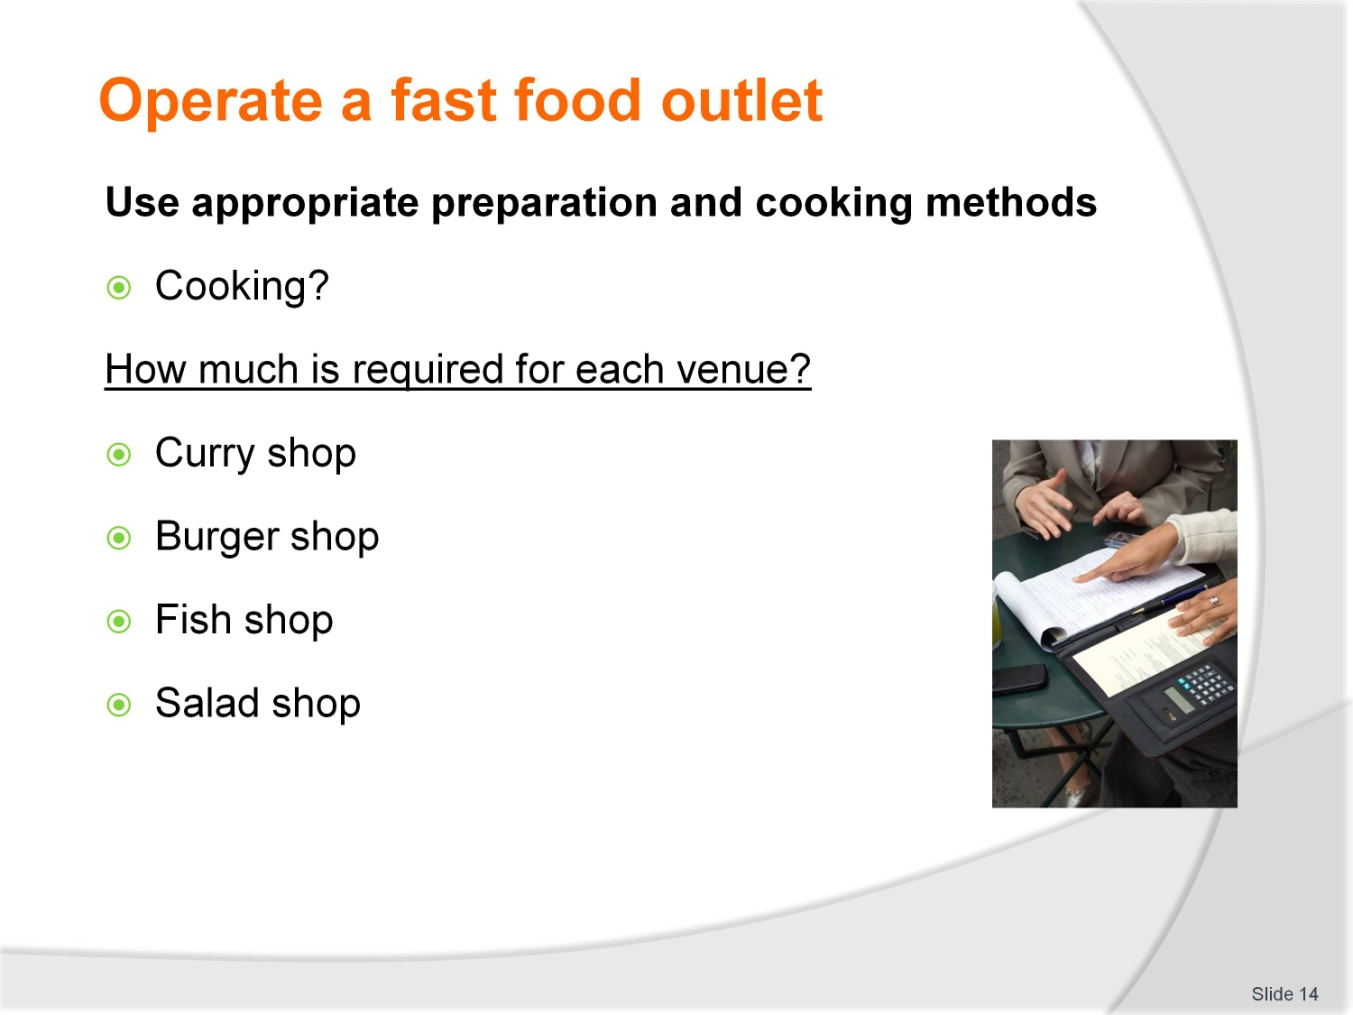 Operate a fast food outlet
Use appropriate preparation and cooking methods
Cooking?
How much is required for each venue?
Curry shop
Burger shop
Fish shop
Salad shop
Slide 14